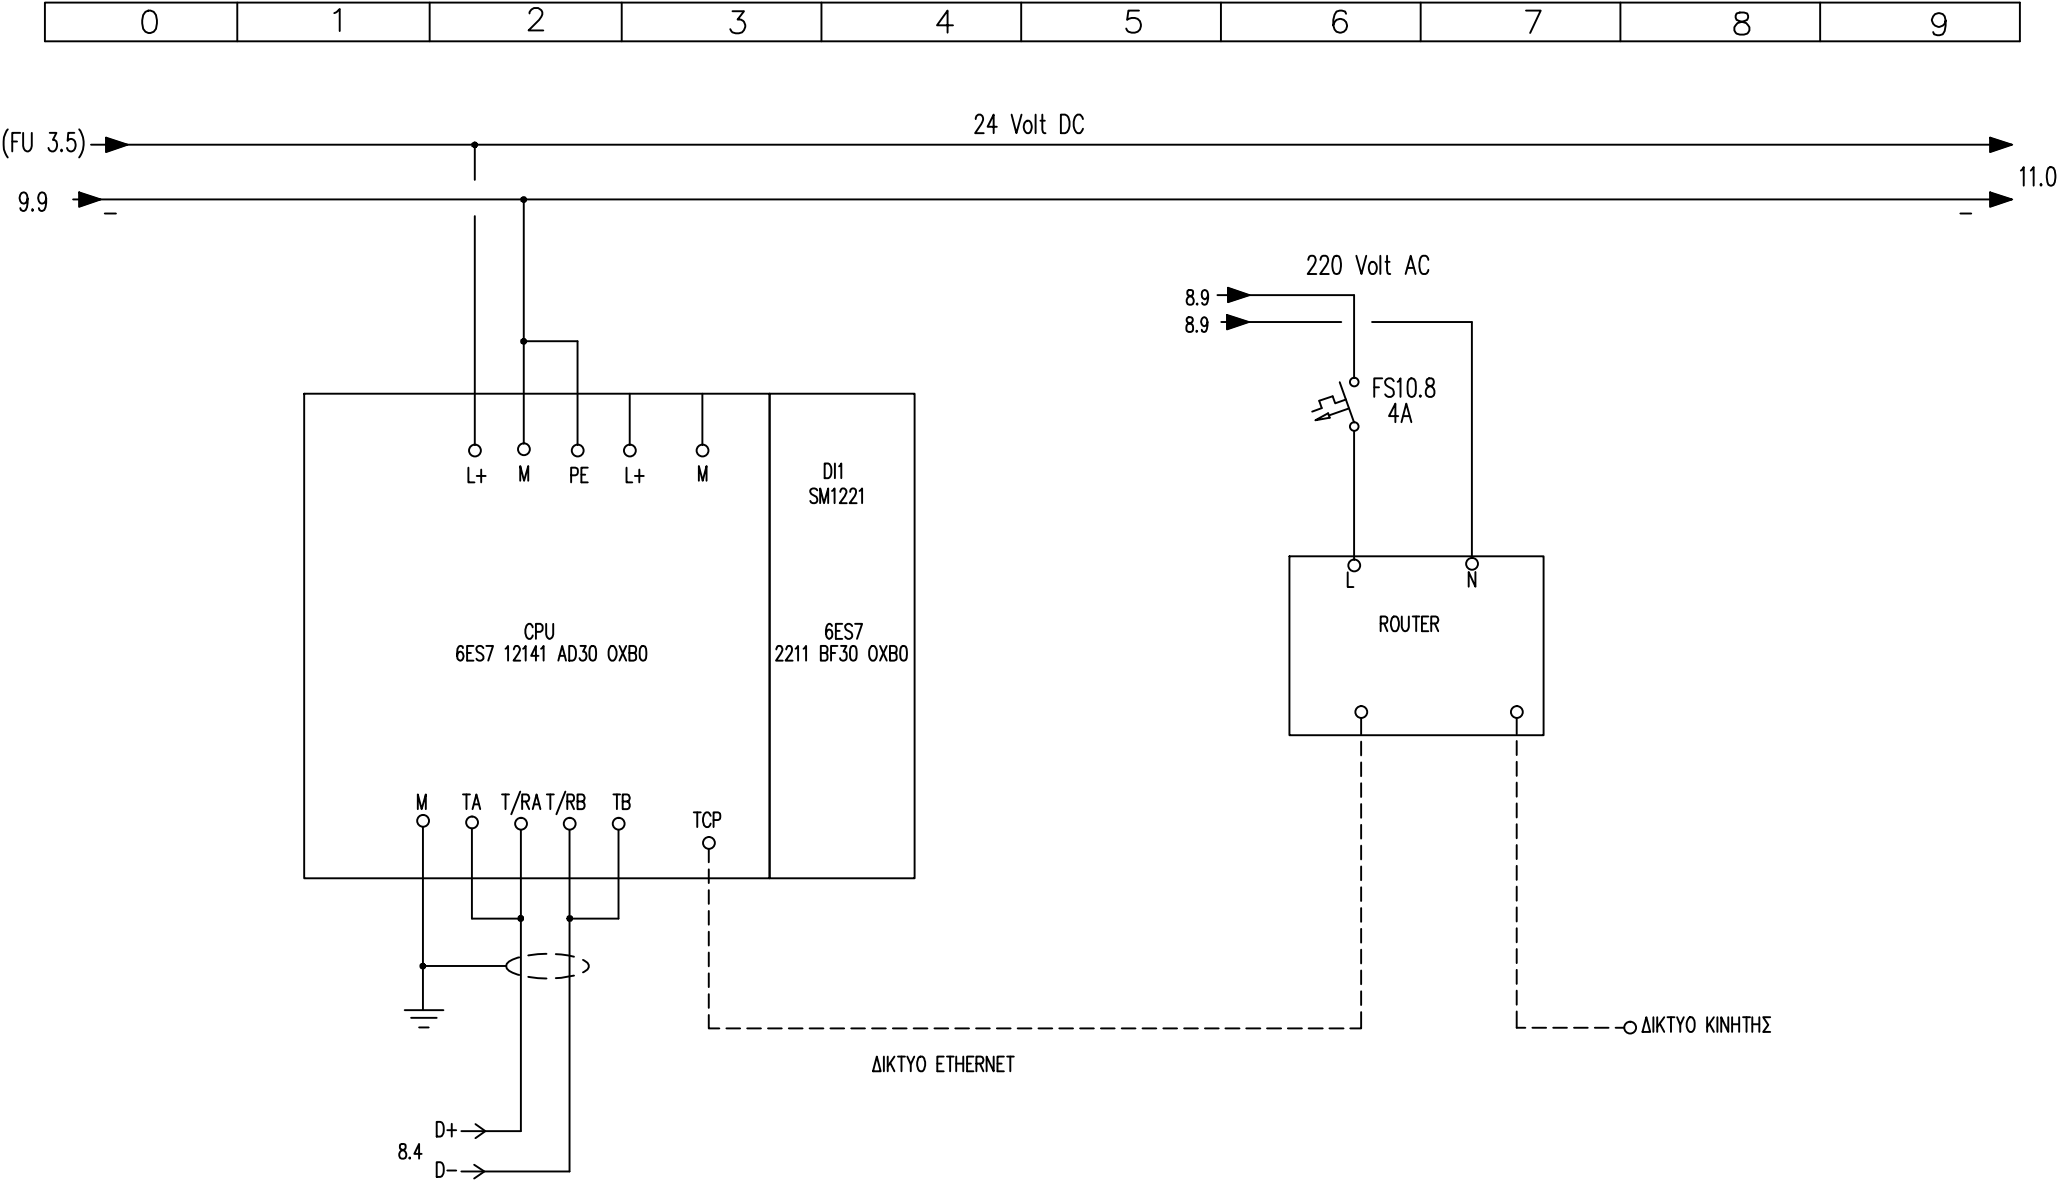 0 1 2 3 4 5 6 7 8 9
24 Volt DC
(FU 3.5)
11.0
9.9 –
–
220 Volt AC
8.9
8.9
FS10.8
4A
L+ M PE L+ M
DI1
SM1221
L N
ROUTER
CPU
6ES7 12141 AD30 OXB0
6ES7
2211 BF30 OXB0
M TA T/RA T/RB TB
TCP
ΔΙΚΤΥΟ ΚΙΝΗΤΗΣ
ΔΙΚΤΥΟ ETHERNET
D+
8.4
D-